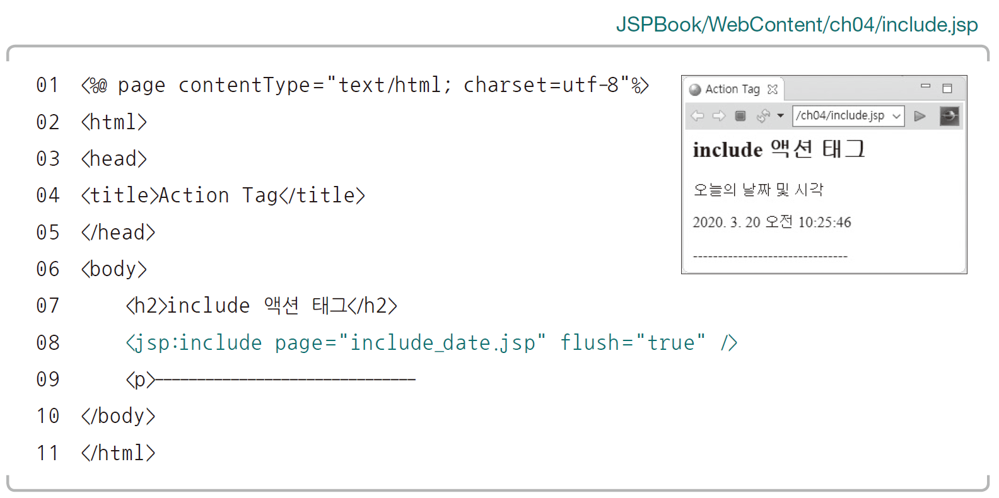 JSPBook/WebContent/ch04/include.jsp
01 <%@ page contentType="text/html; charset=utf-8"%>
02 <html>
03 <head>
04 <title>Action Tag</title>
05 </head>
06 <body>
07 <h2>include 액션 태그</h2>
08 <jsp:include page="include_date.jsp" flush="true" />
09 <p>-------------------------------
10 </body>
11 </html>
Action Tag
/ch04/include.jsp
include 액션 태그
오늘의 날짜 및 시각
2020. 3. 20 오전 10:25:46
-------------------------------